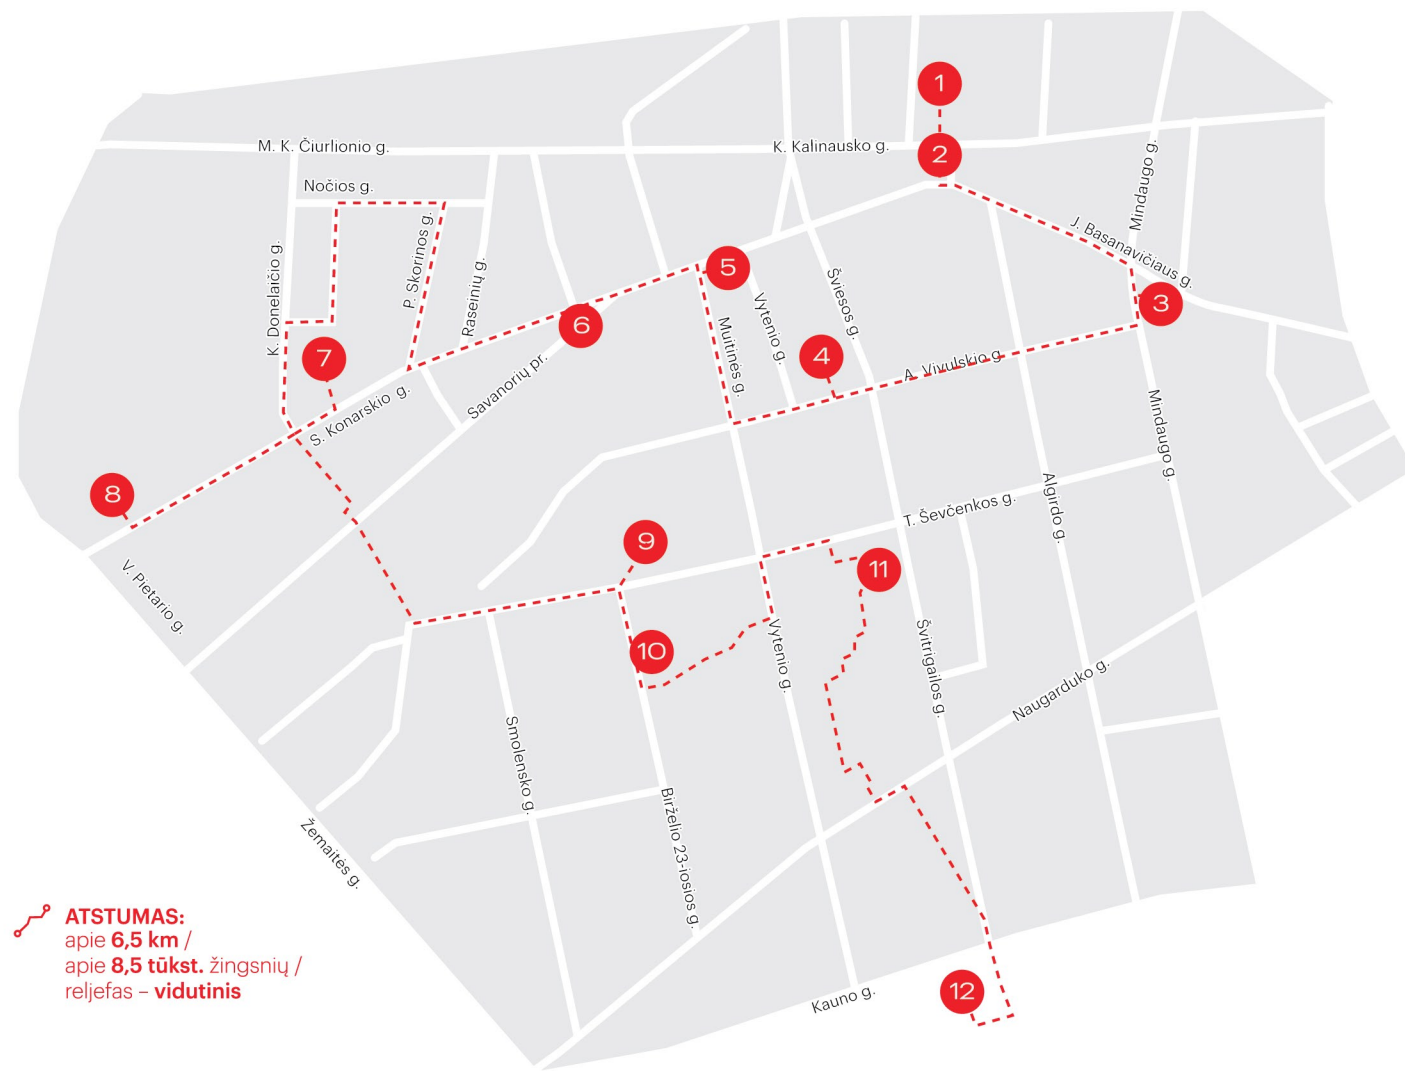 1
M. K. Čiurlionio g.
K. Kalinausko g.
2
Mindaugo g.
Nočios g.
J. Basanavičiaus g.
P. Skorinos g.
K. Donelaičio g.
Raseinių g.
5
Vytenio g.
Šviesos g.
3
6
Muitinės g.
7
4
A. Vivulskio g.
Savanorių pr.
S. Konarskio g.
Mindaugo g.
8
T. Ševčenkos g.
Algirdo g.
9
11
V. Pietario g.
10
Vytenio g.
Švitrigailos g.
Naugarduko g.
Smolensko g.
Birželio 23-iosios g.
Žemaitės g.
ATSTUMAS:
apie 6,5 km /
apie 8,5 tūkst. žingsnių /
reljefas – vidutinis
Kauno g.
12